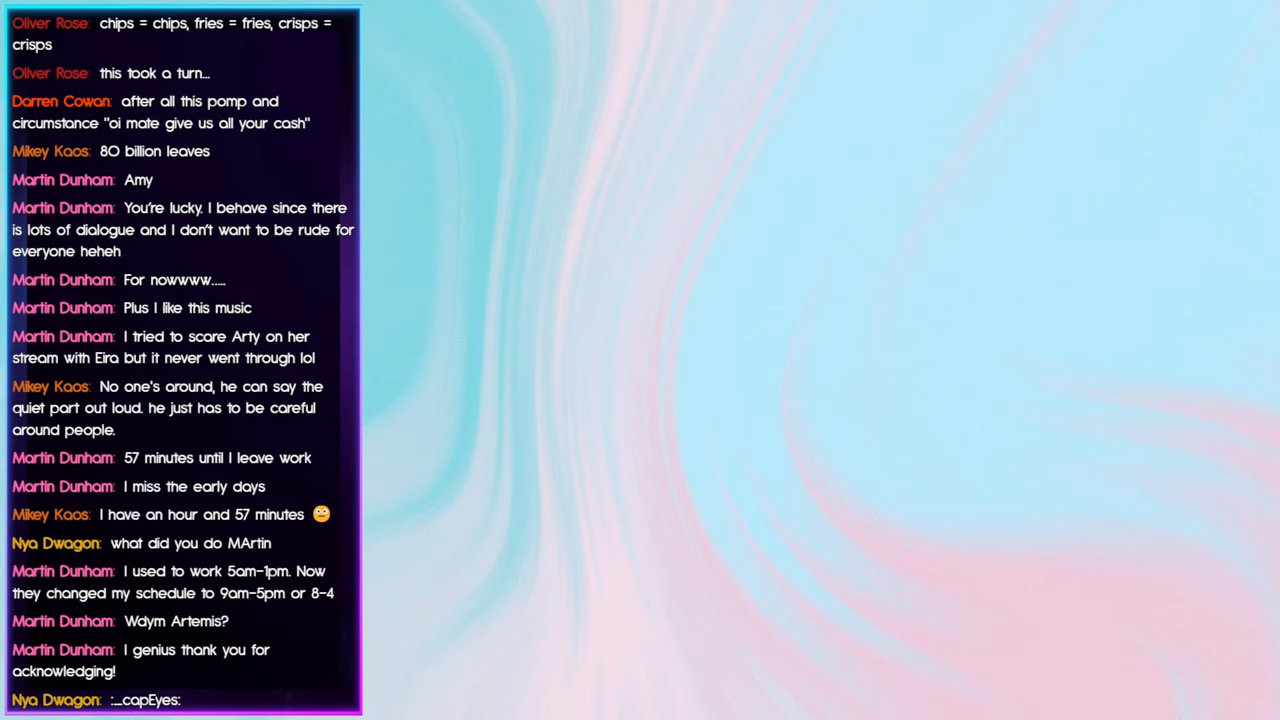 Oliver Rose: chips = chips, fries = fries, crisps =
crisps
Oliver Rose: this took a turn...
Darren Cowan: after all this pomp and
circumstance "oi mate give us all your cash"
Mikey Kaos: 80 billion leaves
Martin Dunham: Amy
Martin Dunham: You're lucky. I behave since there
is lots of dialogue and I don't want to be rude for
everyone heheh
Martin Dunham: For nowwww.....
Martin Dunham: Plus I like this music
Martin Dunham: I tried to scare Arty on her
stream with Eira but it never went through lol
Mikey Kaos: No one's around, he can say the
quiet part out loud. he just has to be careful
around people.
Martin Dunham: 57 minutes until I leave work
Martin Dunham: I miss the early days
Mikey Kaos: I have an hour and 57 minutes
Nya Dwagon: what did you do MArtin
Martin Dunham: I used to work 5am-1pm. Now
they changed my schedule to 9am-5pm or 8-4
Martin Dunham: Wdym Artemis?
Martin Dunham: I genius thank you for
acknowledging!
Nya Dwagon: :_capEyes: